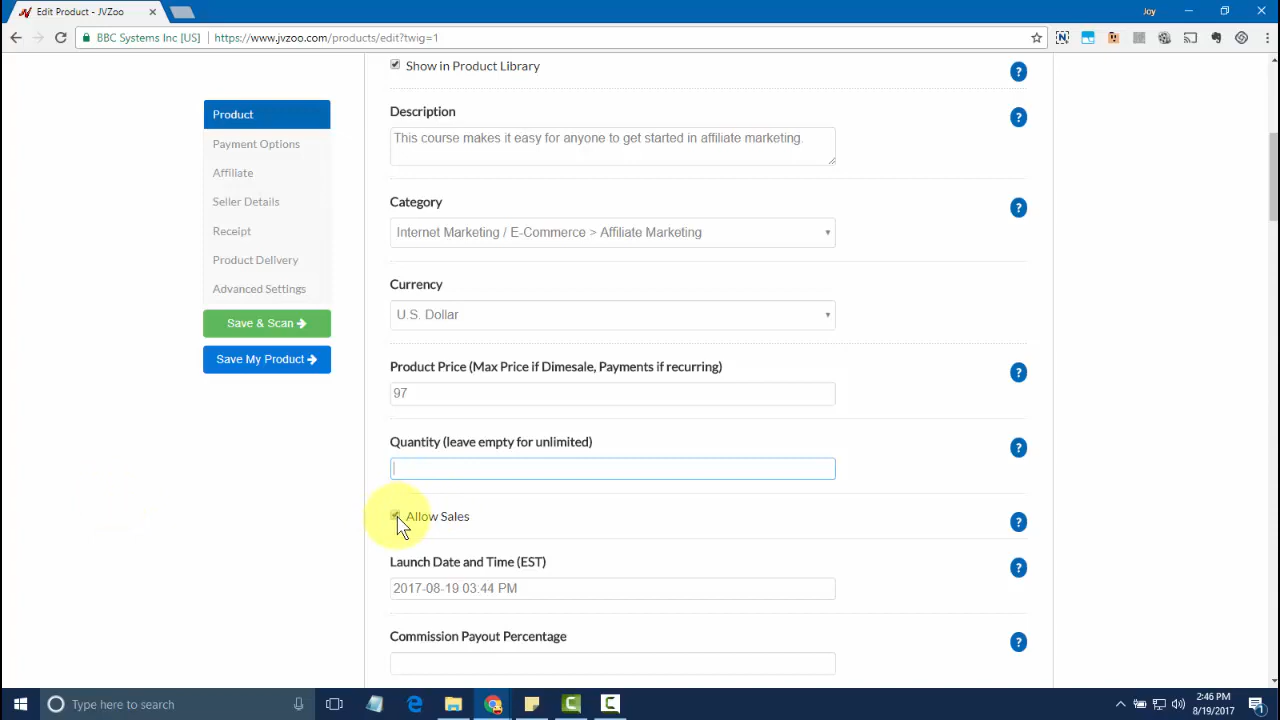 Edit Product - JVZoo
Joy
BBC Systems Inc [US]
https://www.jvzoo.com/products/edit?twig=1
Show in Product Library
?
Product
Payment Options
Affiliate
Seller Details
Receipt
Product Delivery
Advanced Settings
Save & Scan
Save My Product
Description
?
This course makes it easy for anyone to get started in affiliate marketing.
Category
?
Internet Marketing / E-Commerce > Affiliate Marketing
Currency
U.S. Dollar
Product Price (Max Price if Dimesale, Payments if recurring)
?
97
Quantity (leave empty for unlimited)
?
Allow Sales
?
Launch Date and Time (EST)
?
2017-08-19 03:44 PM
Commission Payout Percentage
?
Type here to search
2:46 PM
8/19/2017
1